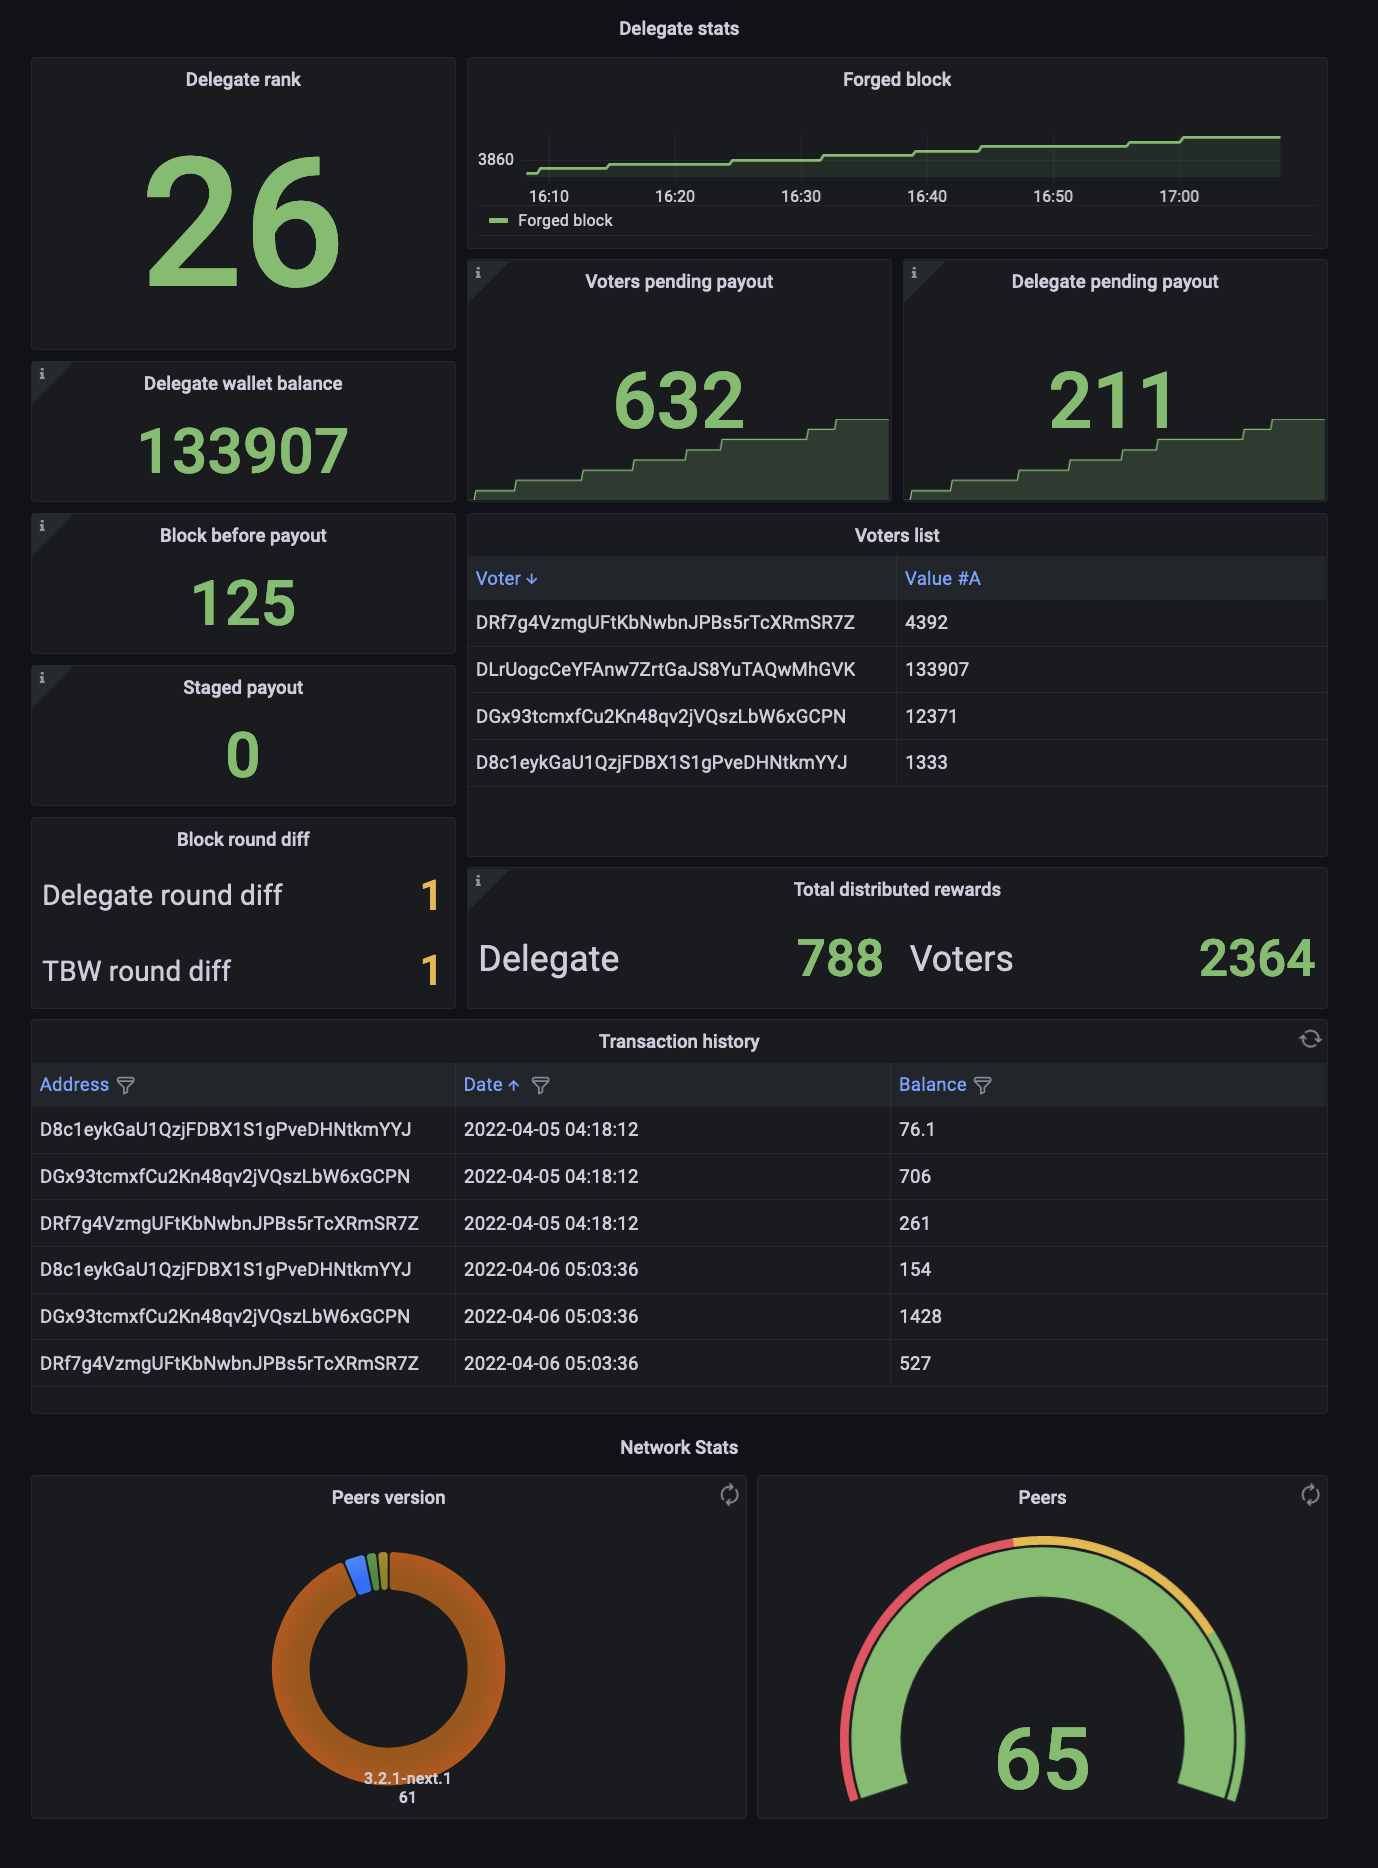 Delegate stats
Delegate rank
26
Forged block
3860
16:10 16:20 16:30 16:40 16:50 17:00
Forged block
Voters pending payout
632
Delegate pending payout
211
Delegate wallet balance
133907
Block before payout
125
Staged payout
0
Block round diff
Delegate round diff 1
TBW round diff 1
Voters list
Voter Value #A
DRf7g4VzmgUFtKbNwbnJPBs5rTcXRmSR7Z 4392
DLrUogcCeYFAnw7ZrtGaJS8YuTAQwMhGVK 133907
DGx93tcmxfCu2Kn48qv2jVQszLbW6xGCPN 12371
D8c1eykGaU1QzjFDBX1S1gPveDHNtkmYYJ 1333
Total distributed rewards
Delegate 788 Voters 2364
Transaction history
Address Date Balance
D8c1eykGaU1QzjFDBX1S1gPveDHNtkmYYJ 2022-04-05 04:18:12 76.1
DGx93tcmxfCu2Kn48qv2jVQszLbW6xGCPN 2022-04-05 04:18:12 706
DRf7g4VzmgUFtKbNwbnJPBs5rTcXRmSR7Z 2022-04-05 04:18:12 261
D8c1eykGaU1QzjFDBX1S1gPveDHNtkmYYJ 2022-04-06 05:03:36 154
DGx93tcmxfCu2Kn48qv2jVQszLbW6xGCPN 2022-04-06 05:03:36 1428
DRf7g4VzmgUFtKbNwbnJPBs5rTcXRmSR7Z 2022-04-06 05:03:36 527
Network Stats
Peers version
3.2.1-next.1
61
Peers
65